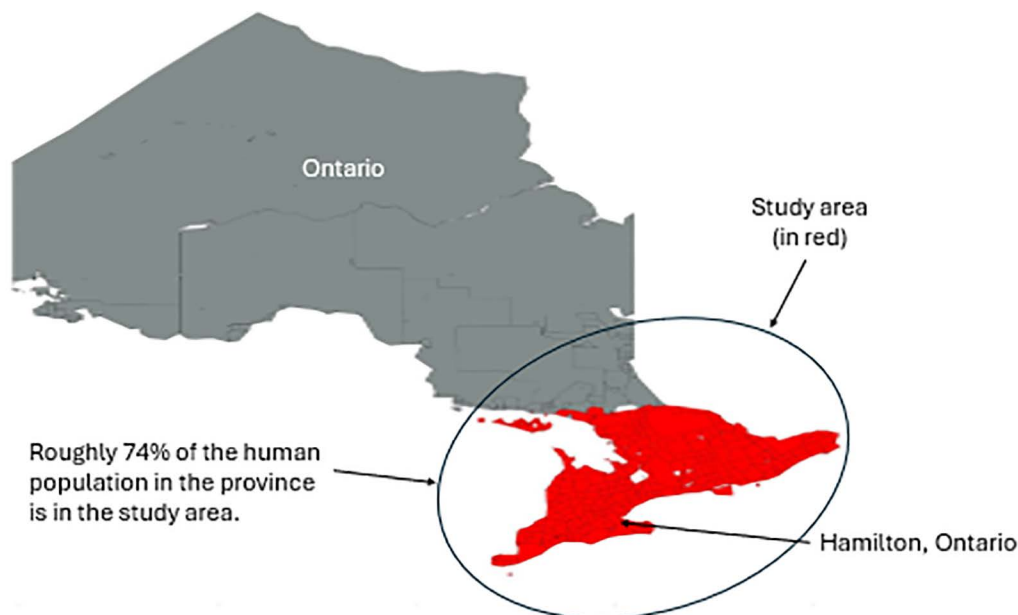 Ontario
Study area
(in red)
Roughly 74% of the human
population in the province
is in the study area.
Hamilton, Ontario